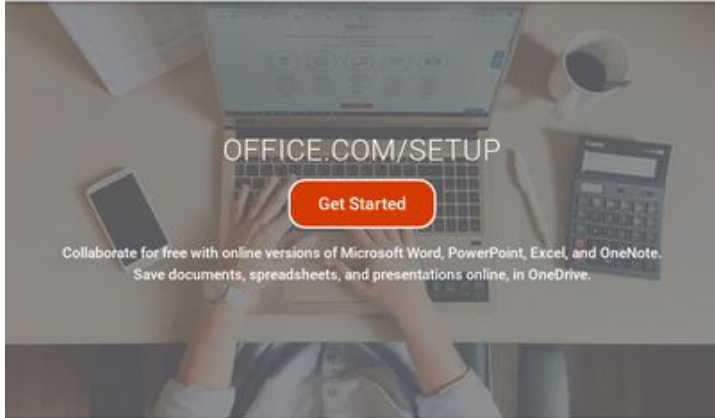 OFFICE.COM/SETUP
Get Started
Collaborate for free with online versions of Microsoft Word, PowerPoint, Excel, and OneNote.
Save documents, spreadsheets, and presentations online, in OneDrive.